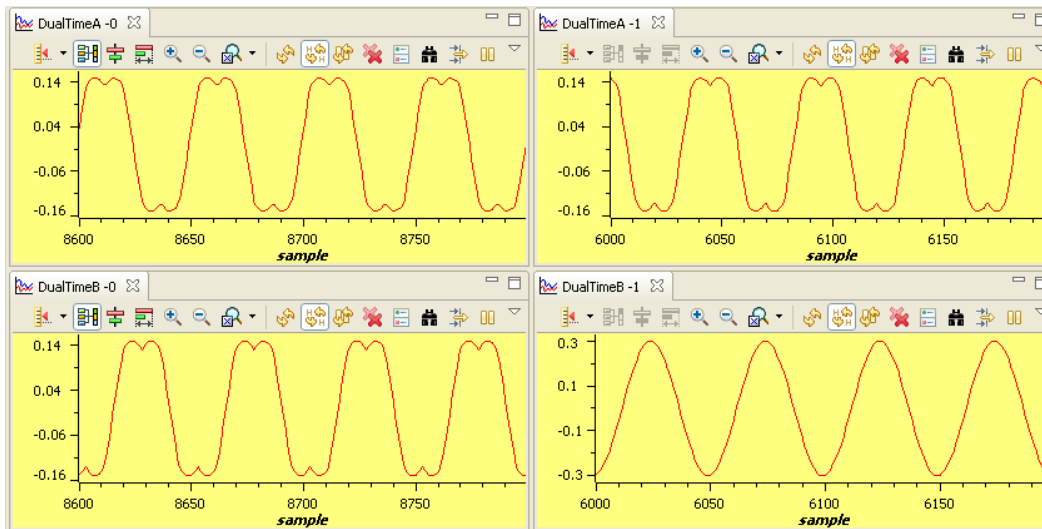 DualTimeA -0
0.14
0.04
-0.06
-0.16
8600 8650 8700 8750
sample
DualTimeA -1
0.14
0.04
-0.06
-0.16
6000 6050 6100 6150
sample
DualTimeB -0
0.14
0.04
-0.06
-0.16
8600 8650 8700 8750
sample
DualTimeB -1
0.3
0.1
-0.1
-0.3
6000 6050 6100 6150
sample